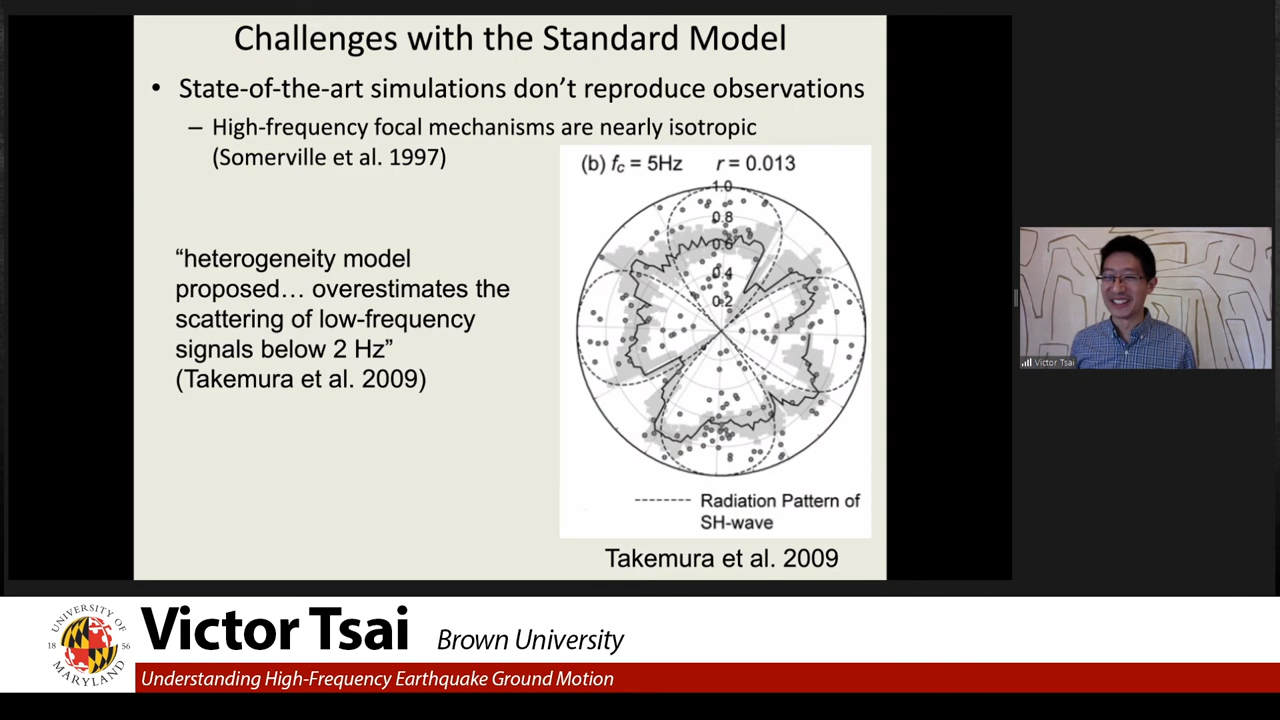 Challenges with the Standard Model
• State-of-the-art simulations don't reproduce observations
– High-frequency focal mechanisms are nearly isotropic
(Somerville et al. 1997)
(b) fc = 5Hz r = 0.013
1.0
0.8
0.6
0.4
0.2
"heterogeneity model
proposed… overestimates the
scattering of low-frequency
signals below 2 Hz"
(Takemura et al. 2009)
Radiation Pattern of
SH-wave
Takemura et al. 2009
Victor Tsai
UNIVERSITY OF
18 56
MARYLAND
Victor Tsai Brown University
Understanding High-Frequency Earthquake Ground Motion